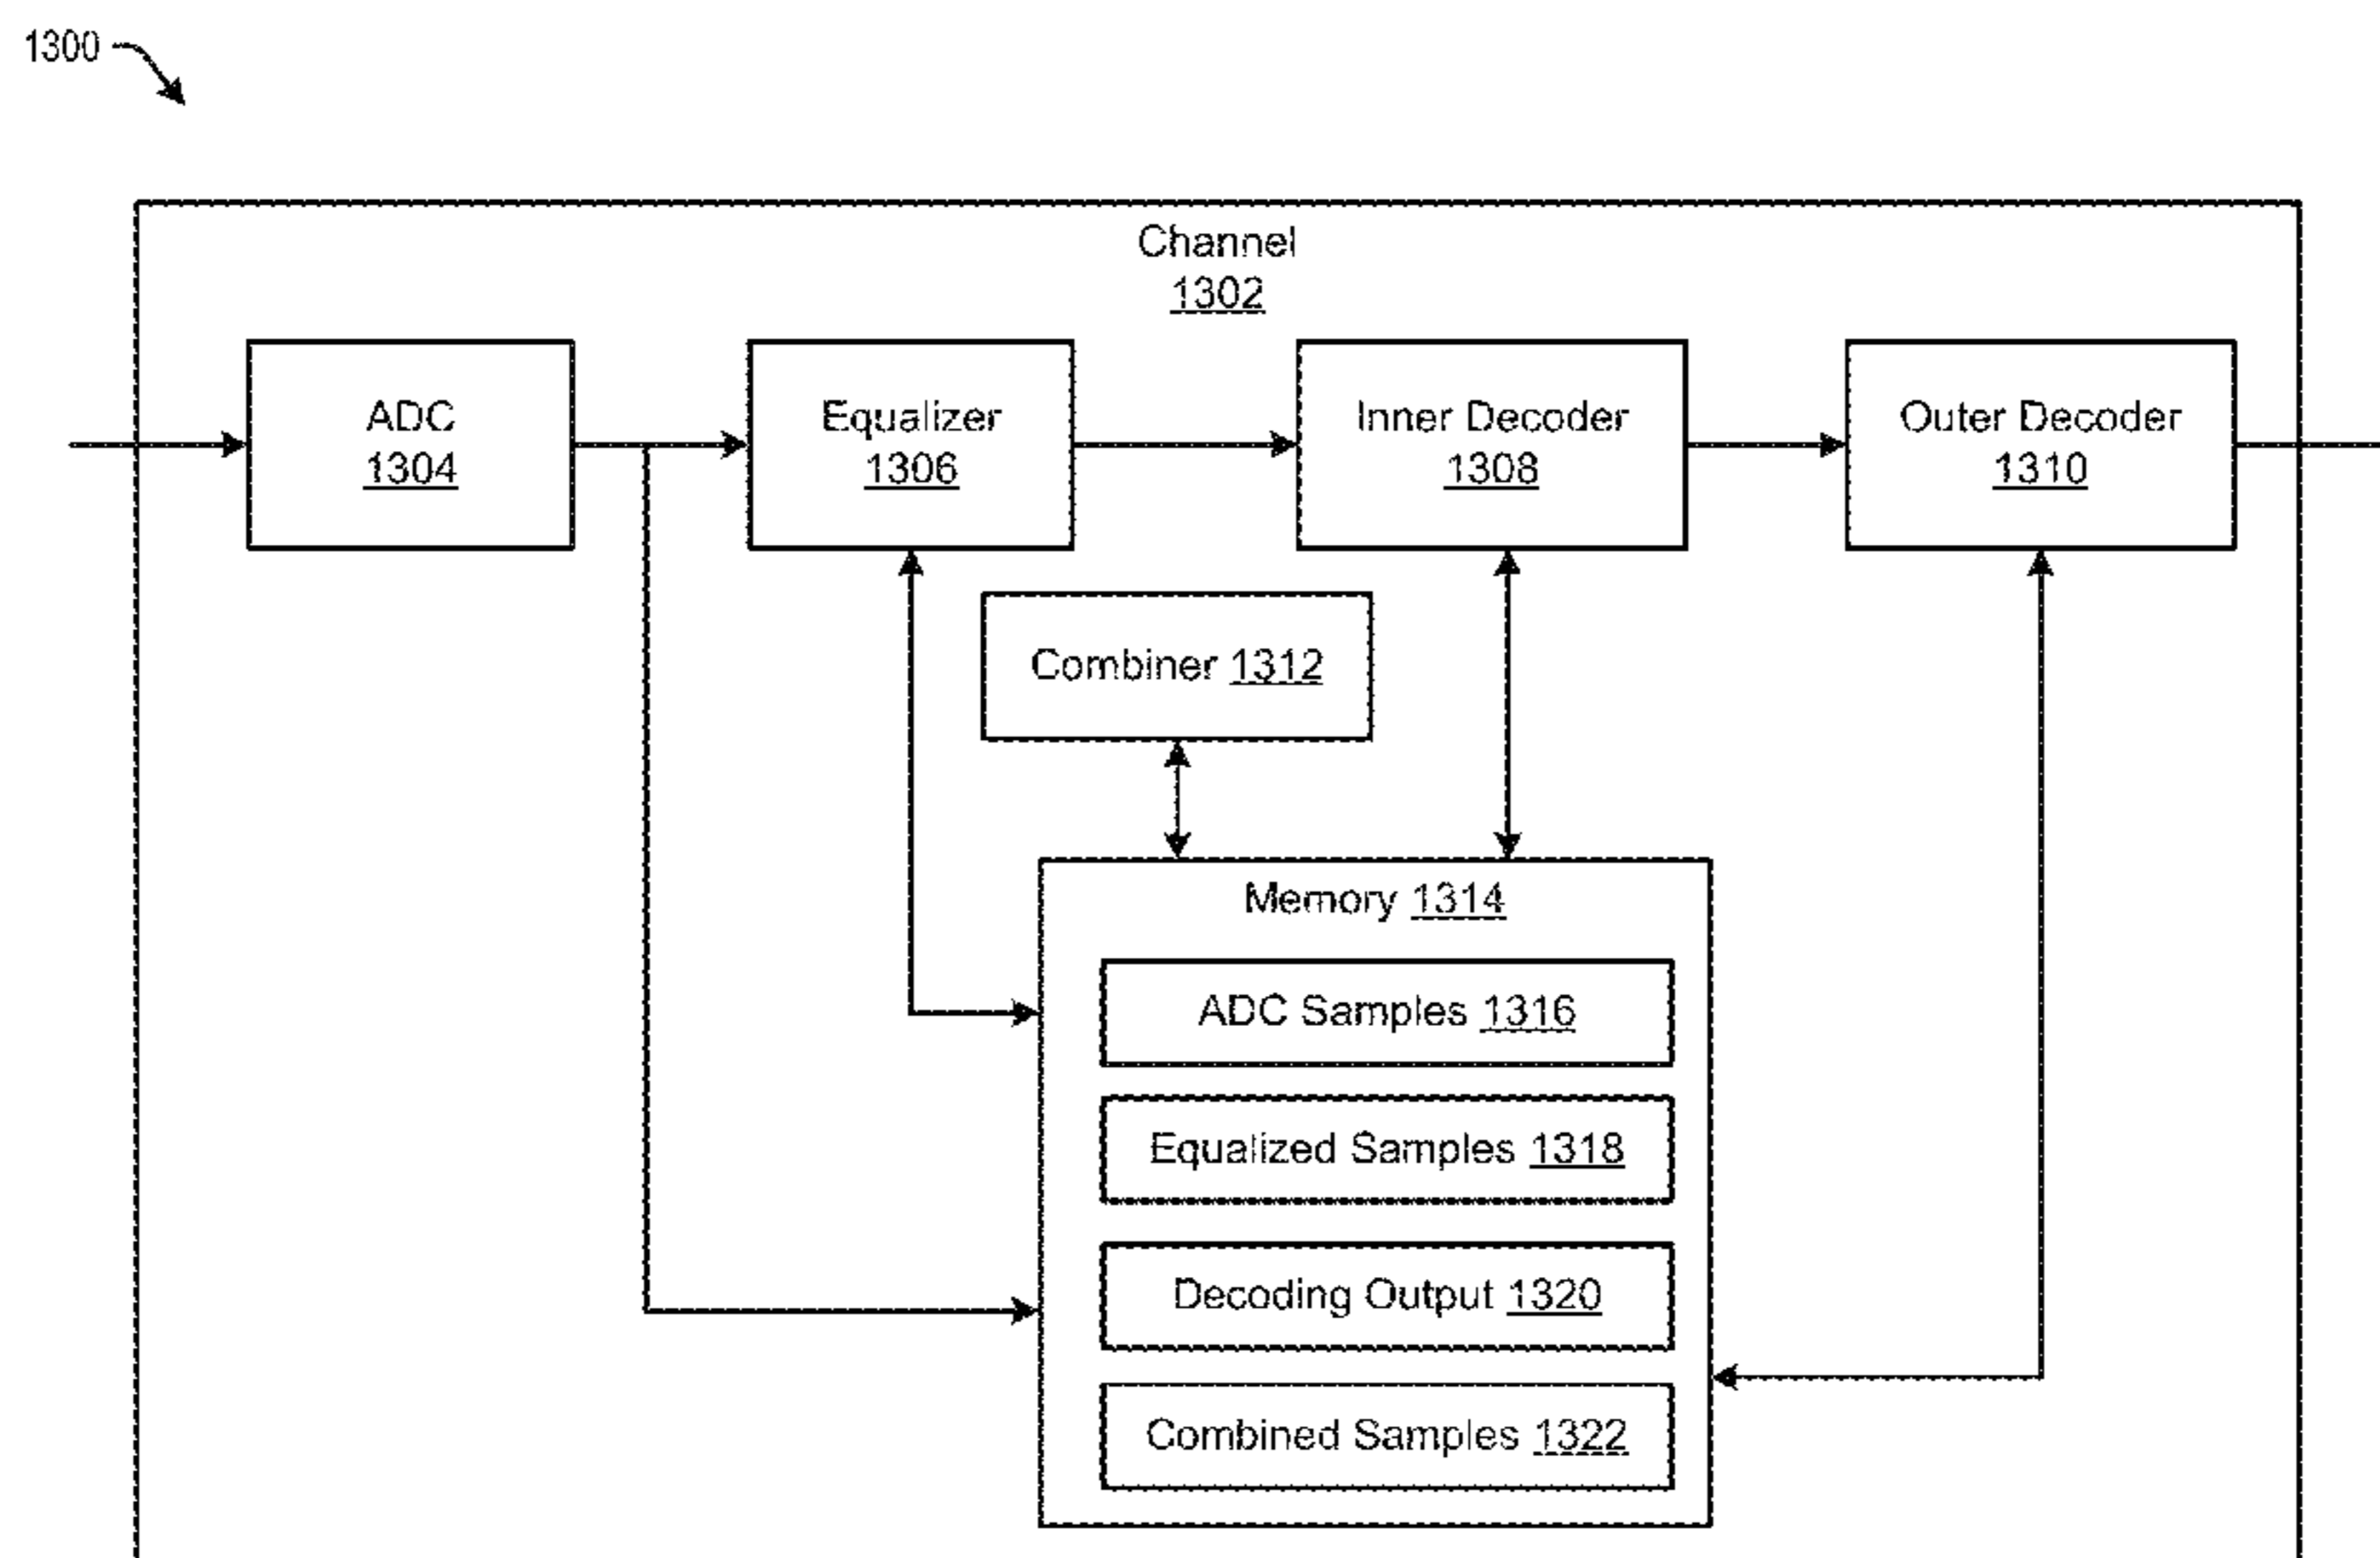 1300
Channel
1302
ADC
1304
Equalizer
1306
Inner Decoder
1308
Outer Decoder
1310
Combiner 1312
Memory 1314
ADC Samples 1316
Equalized Samples 1318
Decoding Output 1320
Combined Samples 1322